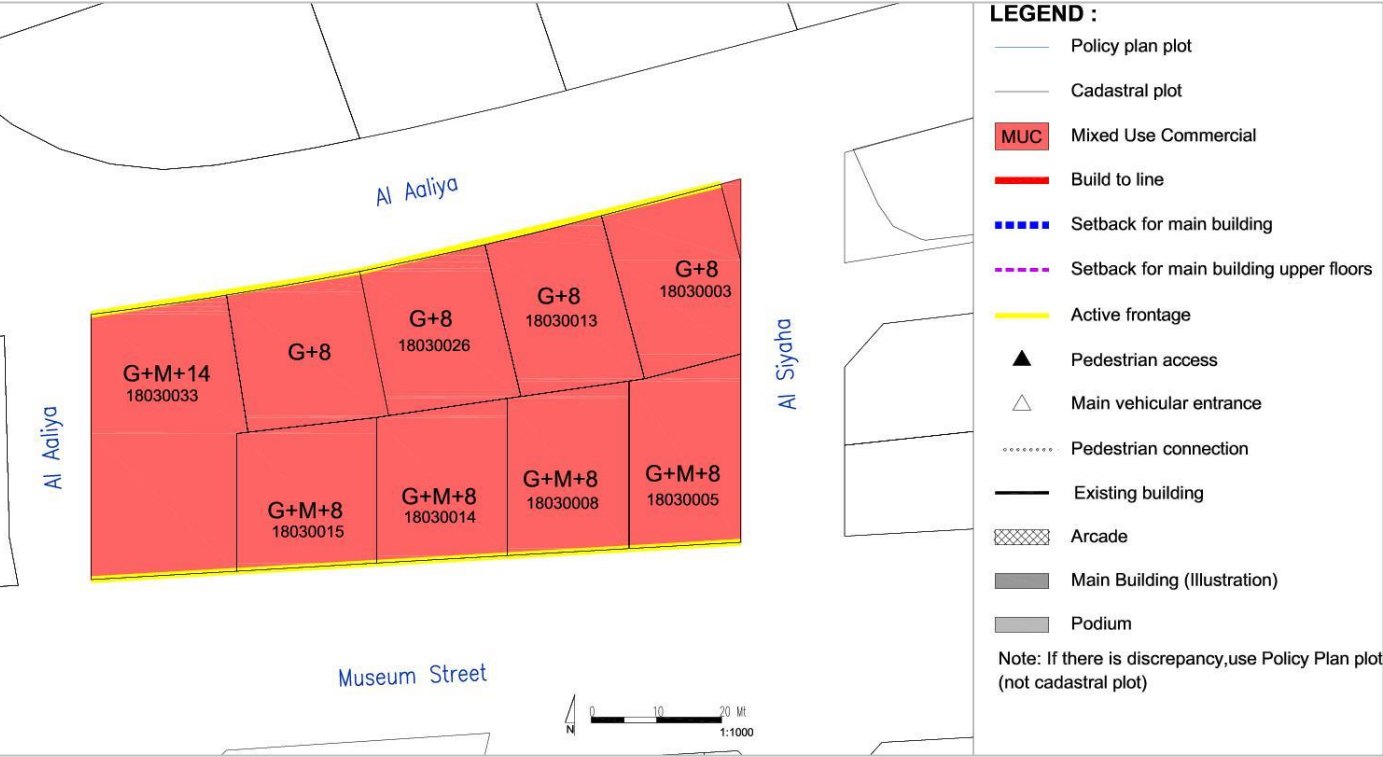 Al Aaliya
G+8
18030003
G+8
18030013
G+8
18030026
G+8
G+M+14
18030033
Al Siyaha
Al Aaliya
G+M+8
18030005
G+M+8
18030008
G+M+8
18030014
G+M+8
18030015
Museum Street
N
0 10 20 Mt
1:1000
LEGEND :
Policy plan plot
Cadastral plot
MUC Mixed Use Commercial
Build to line
Setback for main building
Setback for main building upper floors
Active frontage
Pedestrian access
Main vehicular entrance
Pedestrian connection
Existing building
Arcade
Main Building (Illustration)
Podium
Note: If there is discrepancy,use Policy Plan plot
(not cadastral plot)